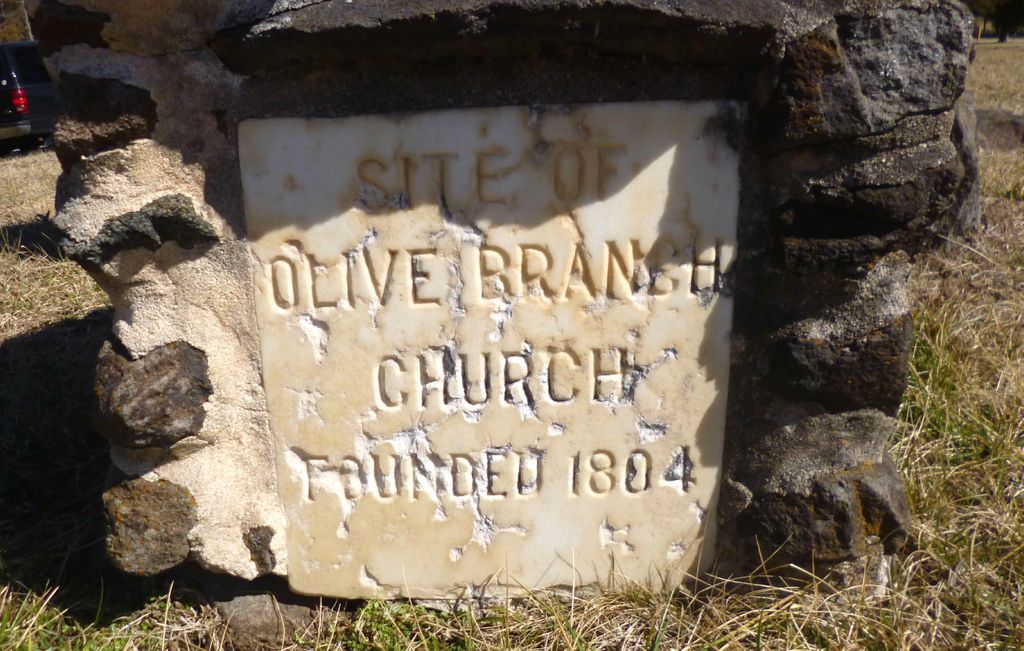 SITE OF
OLIVE BRANCH
CHURCH
FOUNDED 1804